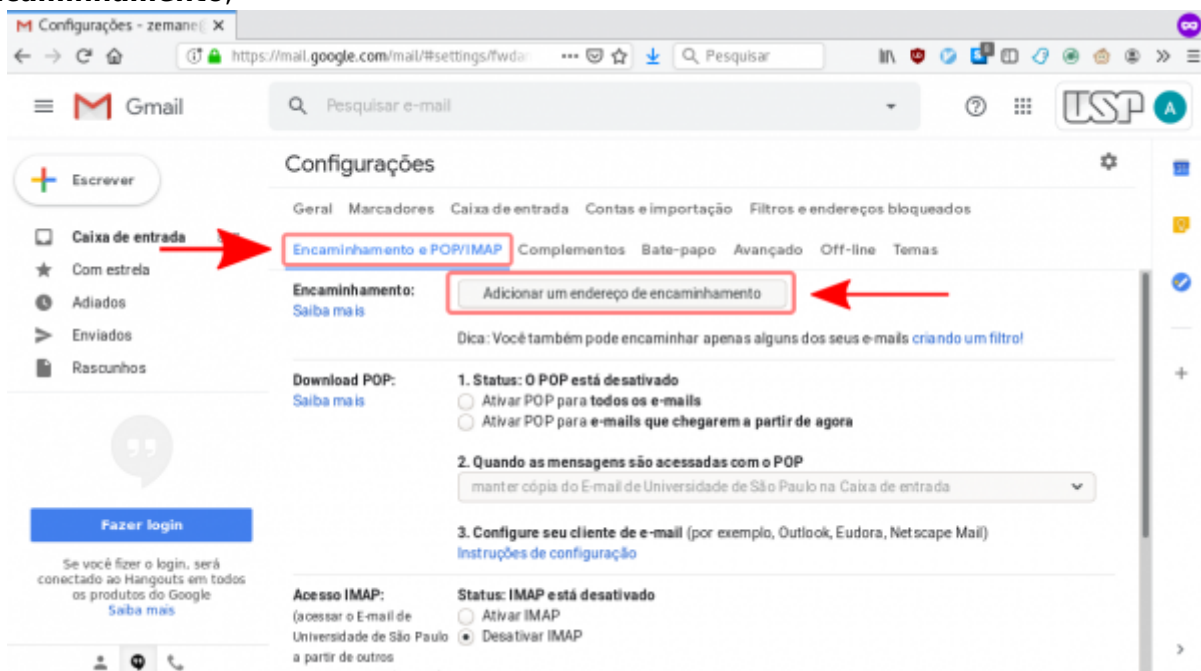 caminhamento,
Configurações - zemane@
https://mail.google.com/mail/#settings/fwda
Pesquisar
Gmail
Pesquisar e-mail
USP
A
Escrever
Configurações
Geral Marcadores Caixa de entrada Contas e importação Filtros e endereços bloqueados
Caixa de entrada
Encaminhamento e POP/IMAP Complementos Bate-papo Avançado Off-line Temas
Com estrela
Adiados
Enviados
Rascunhos
Encaminhamento: Adicionar um endereço de encaminhamento
Saiba mais
Dica: Você também pode encaminhar apenas alguns dos seus e-mails criando um filtro!
Download POP: 1. Status: O POP está desativado
Saiba mais
Ativar POP para todos os e-mails
Ativar POP para e-mails que chegarem a partir de agora
2. Quando as mensagens são acessadas com o POP
manter cópia do E-mail de Universidade de São Paulo na Caixa de entrada
3. Configure seu cliente de e-mail (por exemplo, Outlook, Eudora, Netscape Mail)
Instruções de configuração
Fazer login
Se você fizer o login, será
conectado ao Hangouts em todos
os produtos do Google
Saiba mais
Acesso IMAP: Status: IMAP está desativado
(acessar o E-mail de Ativar IMAP
Universidade de São Paulo Desativar IMAP
a partir de outros